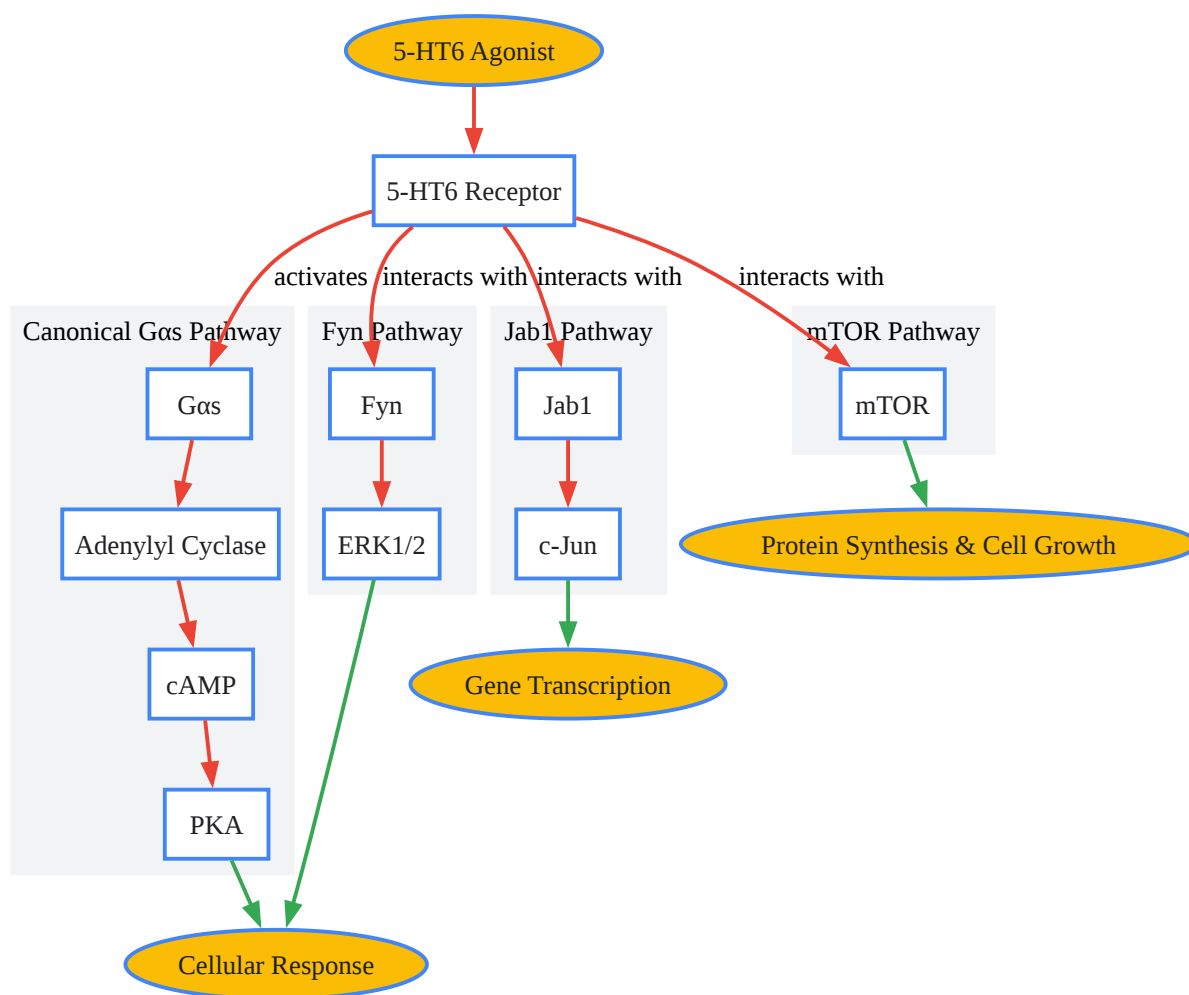 5-HT6 Agonist
5-HT6 Receptor
activates
interacts with
interacts with
interacts with
Canonical Gαs Pathway
Fyn Pathway
Jab1 Pathway
mTOR Pathway
Gαs
Fyn
Jab1
mTOR
Adenylyl Cyclase
ERK1/2
c-Jun
Protein Synthesis & Cell Growth
cAMP
Gene Transcription
PKA
Cellular Response